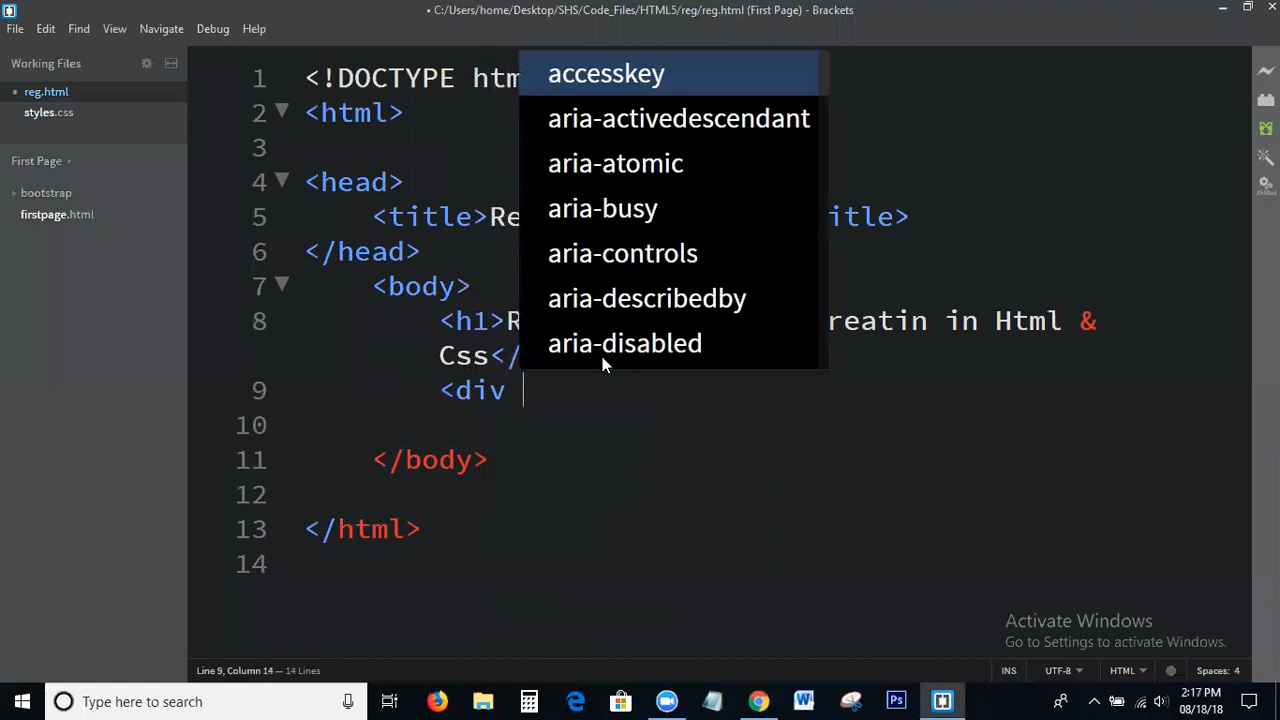 • C:/Users/home/Desktop/SHS/Code_Files/HTML5/reg/reg.html (First Page) - Brackets
File Edit Find View Navigate Debug Help
Working Files
• reg.html
styles.css
First Page
bootstrap
firstpage.html
1 <!DOCTYPE htm
2 <html>
3
4 <head>
5 <title>Re itle>
6 </head>
7 <body>
8 <h1>R reatin in Html &
Css</
9 <div
10
11 </body>
12
13 </html>
14
accesskey
aria-activedescendant
aria-atomic
aria-busy
aria-controls
aria-describedby
aria-disabled
Activate Windows
Go to Settings to activate Windows.
Line 9, Column 14 — 14 Lines
INS UTF-8 HTML Spaces: 4
Type here to search
2:17 PM
08/18/18